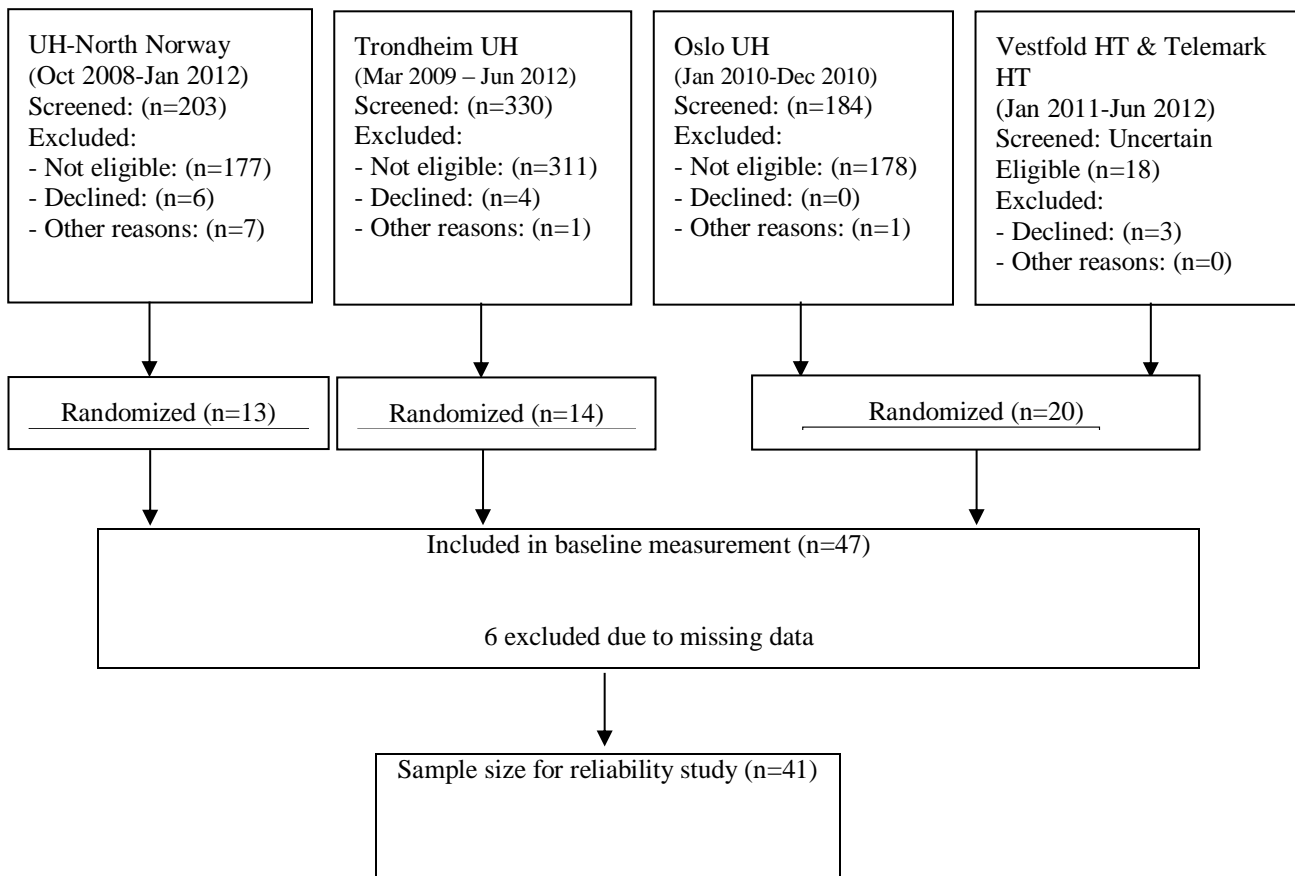 UH-North Norway
(Oct 2008-Jan 2012)
Screened: (n=203)
Excluded:
- Not eligible: (n=177)
- Declined: (n=6)
- Other reasons: (n=7)
Trondheim UH
(Mar 2009 – Jun 2012)
Screened: (n=330)
Excluded:
- Not eligible: (n=311)
- Declined: (n=4)
- Other reasons: (n=1)
Oslo UH
(Jan 2010-Dec 2010)
Screened: (n=184)
Excluded:
- Not eligible: (n=178)
- Declined: (n=0)
- Other reasons: (n=1)
Vestfold HT & Telemark
HT
(Jan 2011-Jun 2012)
Screened: Uncertain
Eligible (n=18)
Excluded:
- Declined: (n=3)
- Other reasons: (n=0)
Randomized (n=13)
Randomized (n=14)
Randomized (n=20)
Included in baseline measurement (n=47)
6 excluded due to missing data
Sample size for reliability study (n=41)